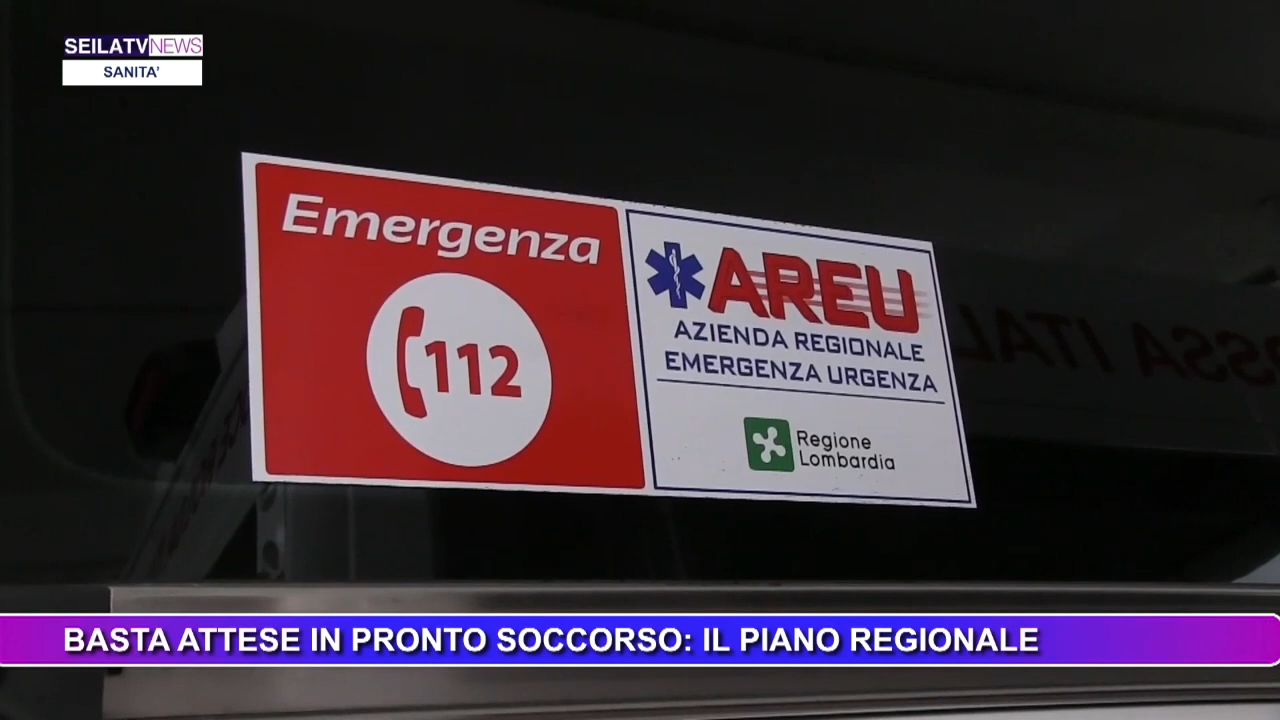 SEILATVNEWS
SANITA'
Emergenza
112
AREU
AZIENDA REGIONALE
EMERGENZA URGENZA
Regione
Lombardia
BASTA ATTESE IN PRONTO SOCCORSO: IL PIANO REGIONALE